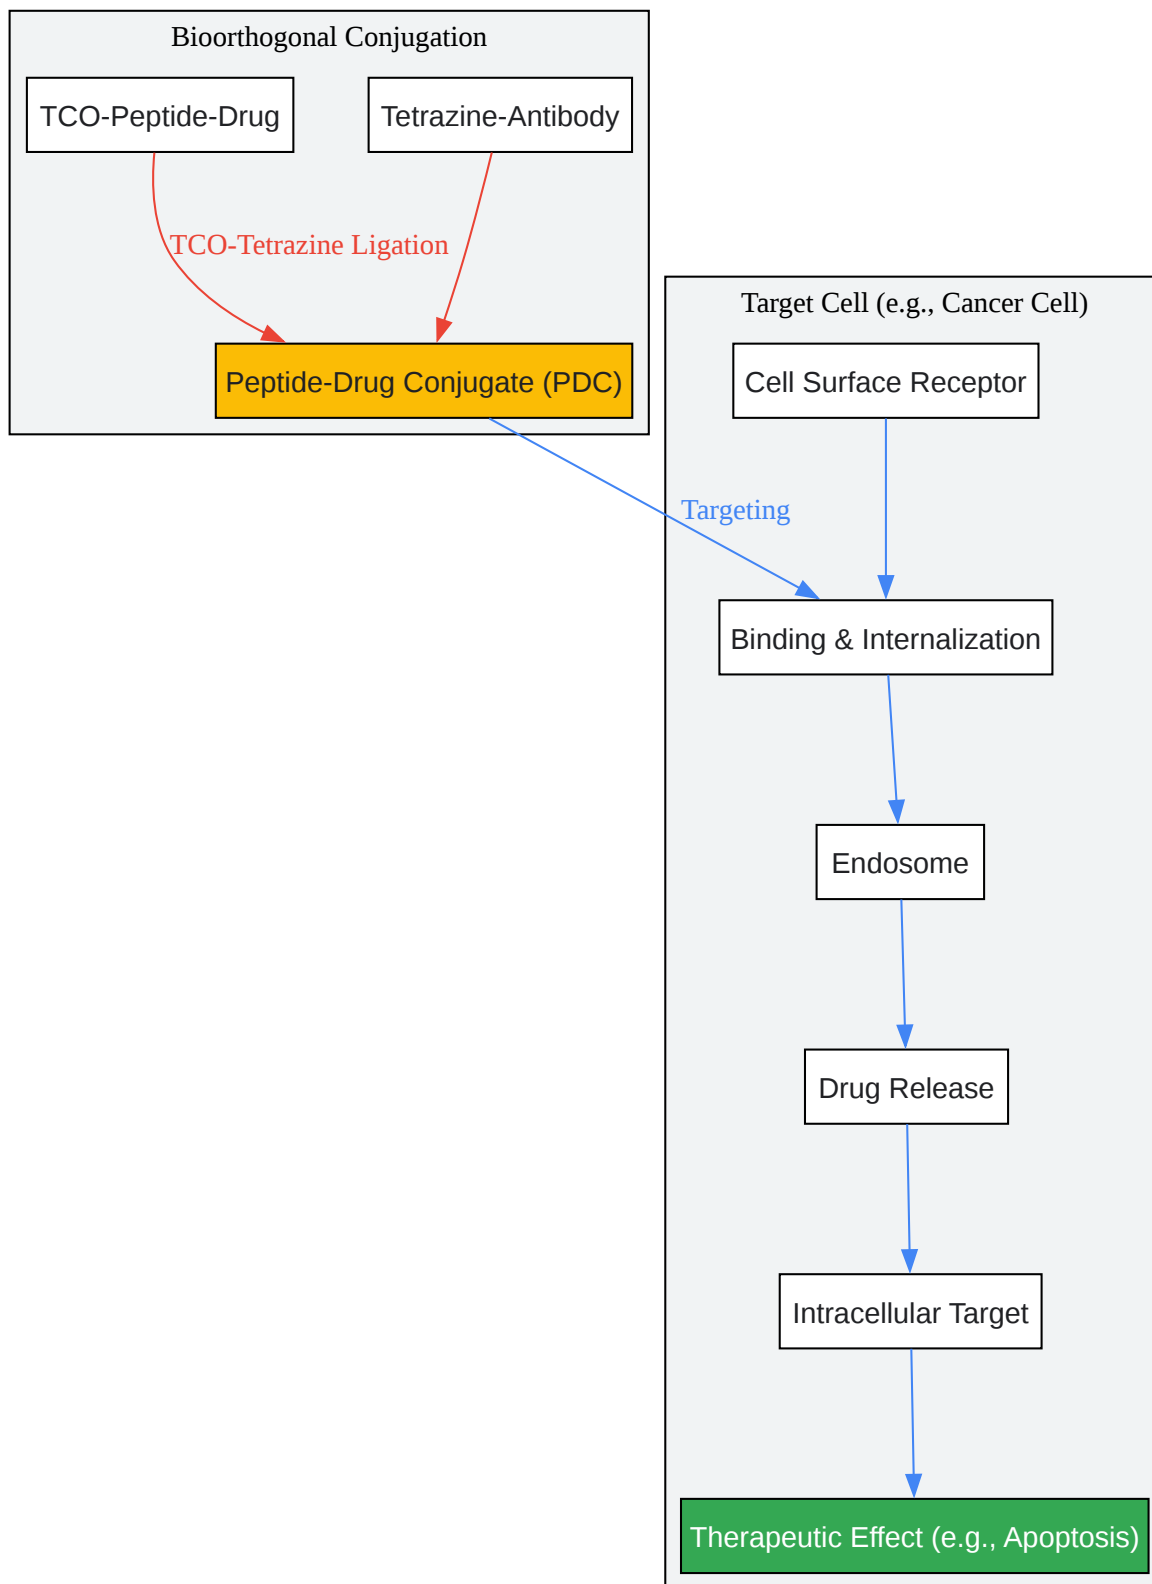 Bioorthogonal Conjugation
TCO-Peptide-Drug
Tetrazine-Antibody
TCO-Tetrazine Ligation
Peptide-Drug Conjugate (PDC)
Target Cell (e.g., Cancer Cell)
Cell Surface Receptor
Targeting
Binding & Internalization
Endosome
Drug Release
Intracellular Target
Therapeutic Effect (e.g., Apoptosis)